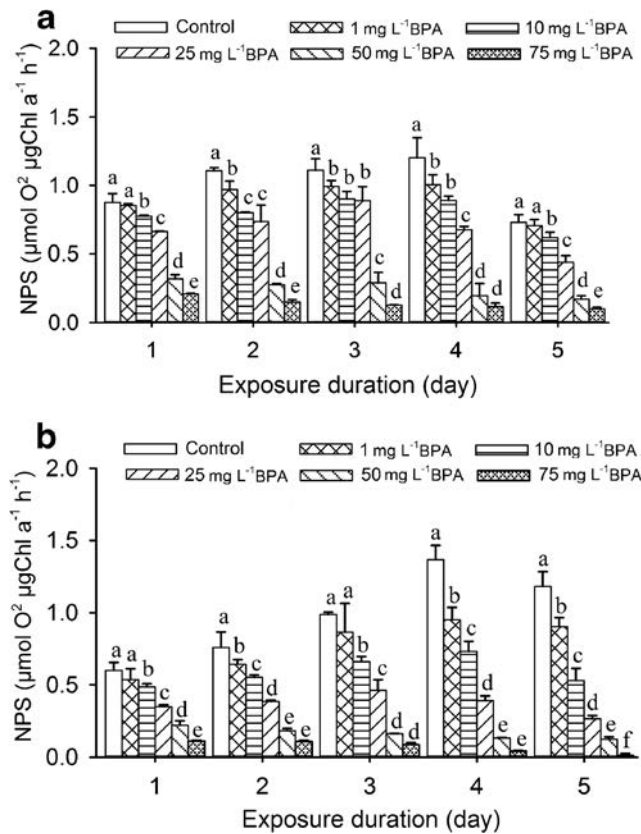 a
Control 1 mg L⁻¹BPA 10 mg L⁻¹BPA
25 mg L⁻¹BPA 50 mg L⁻¹BPA 75 mg L⁻¹BPA
NPS (µmol O² µgChl a⁻¹ h⁻¹)
2.0
1.5
1.0
0.5
0.0
a a b c d e
a b c c d e
a b b b c d
a b b c d d
a a b c d e
1 2 3 4 5
Exposure duration (day)
b
Control 1 mg L⁻¹BPA 10 mg L⁻¹BPA
25 mg L⁻¹BPA 50 mg L⁻¹BPA 75 mg L⁻¹BPA
NPS (µmol O² µgChl a⁻¹ h⁻¹)
2.0
1.5
1.0
0.5
0.0
a a b c d e
a b c d e e
a a b c d d
a b c d e e
a b c d e f
1 2 3 4 5
Exposure duration (day)